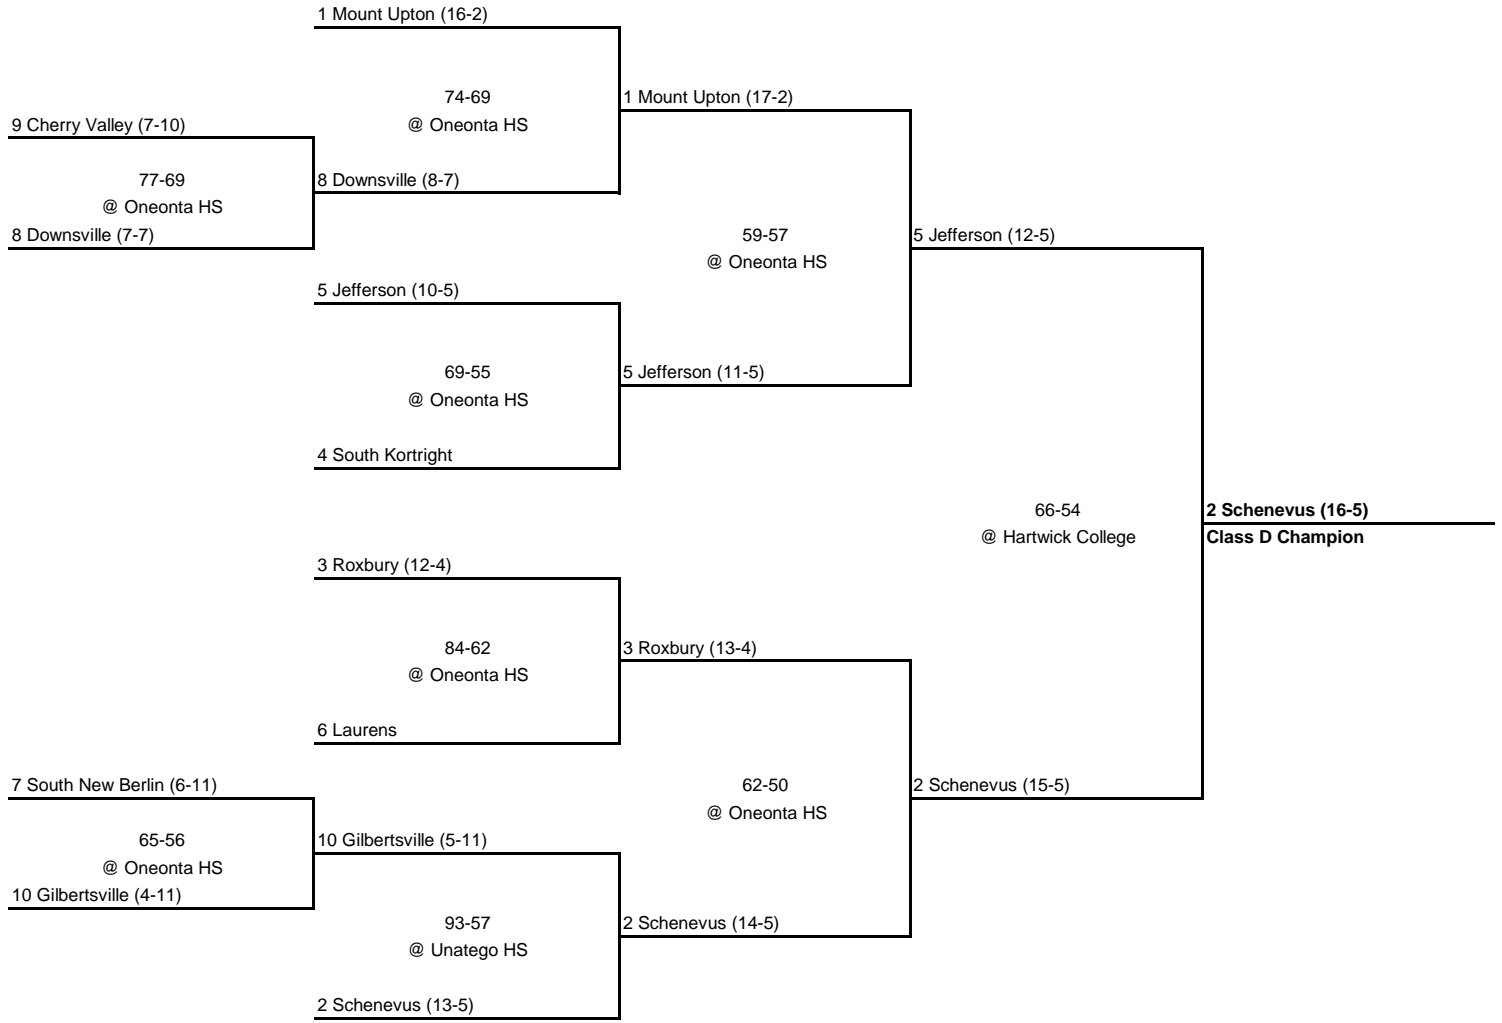 1 Mount Upton (16-2)
74-69
1 Mount Upton (17-2)
9 Cherry Valley (7-10)
@ Oneonta HS
77-69
8 Downsville (8-7)
@ Oneonta HS
8 Downsville (7-7)
59-57
5 Jefferson (12-5)
@ Oneonta HS
5 Jefferson (10-5)
69-55
5 Jefferson (11-5)
@ Oneonta HS
4 South Kortright
66-54
2 Schenevus (16-5)
@ Hartwick College
Class D Champion
3 Roxbury (12-4)
84-62
3 Roxbury (13-4)
@ Oneonta HS
6 Laurens
7 South New Berlin (6-11)
62-50
2 Schenevus (15-5)
@ Oneonta HS
65-56
10 Gilbertsville (5-11)
@ Oneonta HS
10 Gilbertsville (4-11)
93-57
2 Schenevus (14-5)
@ Unatego HS
2 Schenevus (13-5)